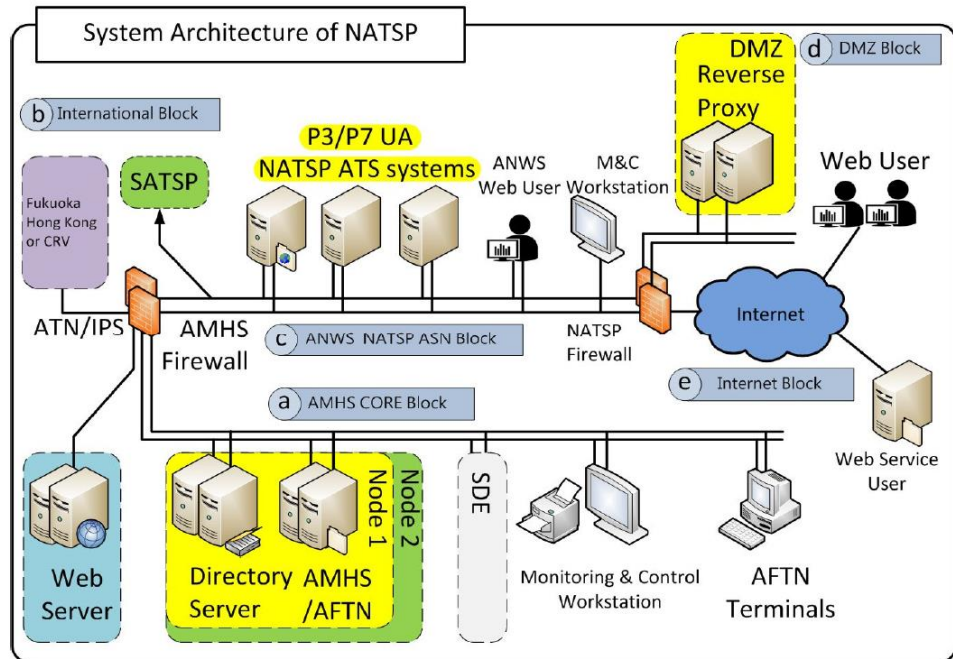 System Architecture of NATSP
d DMZ Block
DMZ
Reverse
Proxy
b International Block
P3/P7 UA
NATSP ATS systems
ANWS
Web User
M&C
Workstation
Web User
SATSP
Fukuoka
Hong Kong
or CRV
ATN/IPS
AMHS
Firewall
c ANWS NATSP ASN Block
NATSP
Firewall
Internet
a AMHS CORE Block
e Internet Block
Web Service
User
Node 1
Node 2
SDE
Web
Server
Directory
Server
AMHS
/AFTN
Monitoring & Control
Workstation
AFTN
Terminals